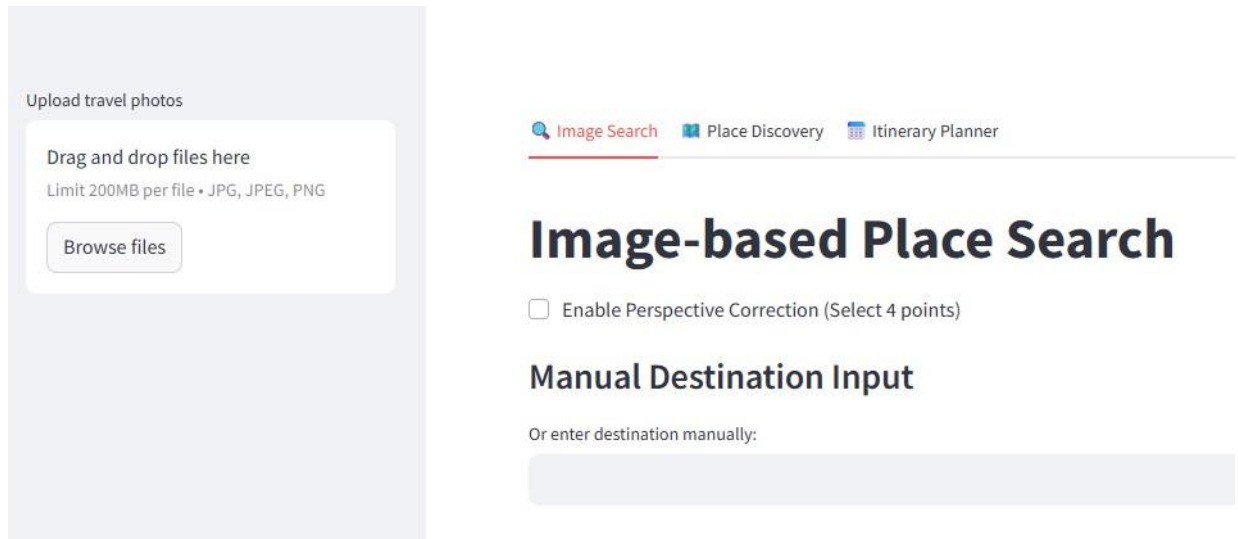 Upload travel photos
Drag and drop files here
Limit 200MB per file • JPG, JPEG, PNG
Browse files
Image Search Place Discovery Itinerary Planner
Image-based Place Search
Enable Perspective Correction (Select 4 points)
Manual Destination Input
Or enter destination manually: